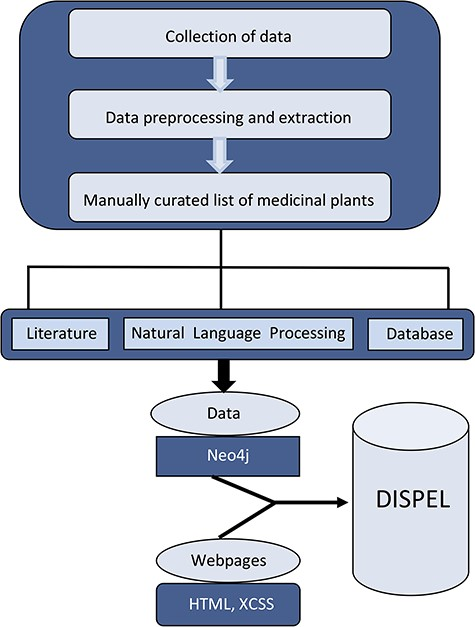 Collection of data
Data preprocessing and extraction
Manually curated list of medicinal plants
Literature
Natural Language Processing
Database
Data
Neo4j
DISPEL
Webpages
HTML, XCSS